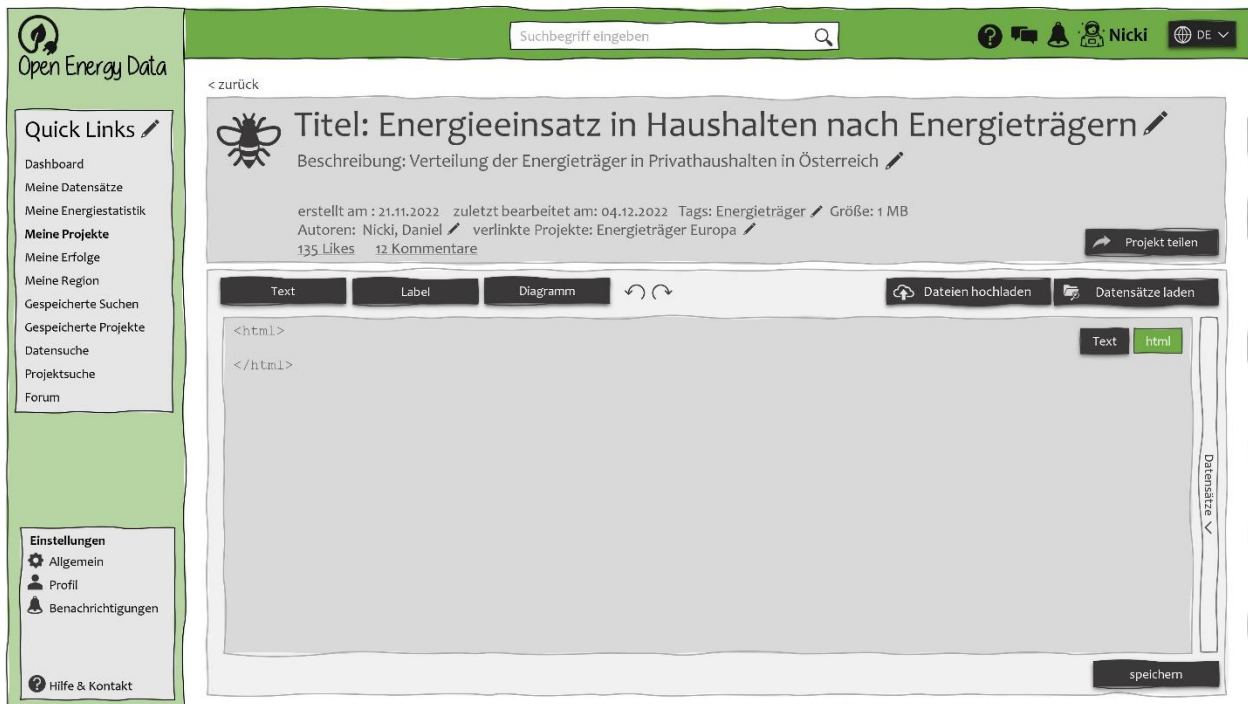 Open Energy Data
Suchbegriff eingeben
Nicki
DE
Quick Links
Dashboard
Meine Datensätze
Meine Energiestatistik
Meine Projekte
Meine Erfolge
Meine Region
Gespeicherte Suchen
Gespeicherte Projekte
Datensuche
Projektsuche
Forum
Einstellungen
Allgemein
Profil
Benachrichtigungen
Hilfe & Kontakt
< zurück
Titel: Energieeinsatz in Haushalten nach Energieträgern
Beschreibung: Verteilung der Energieträger in Privathaushalten in Österreich
erstellt am : 21.11.2022 zuletzt bearbeitet am: 04.12.2022 Tags: Energieträger Größe: 1 MB
Autoren: Nicki, Daniel verlinkte Projekte: Energieträger Europa
135 Likes 12 Kommentare
Projekt teilen
Text Label Diagramm Dateien hochladen Datensätze laden
<html>
Text html
</html>
Datensätze
speichern